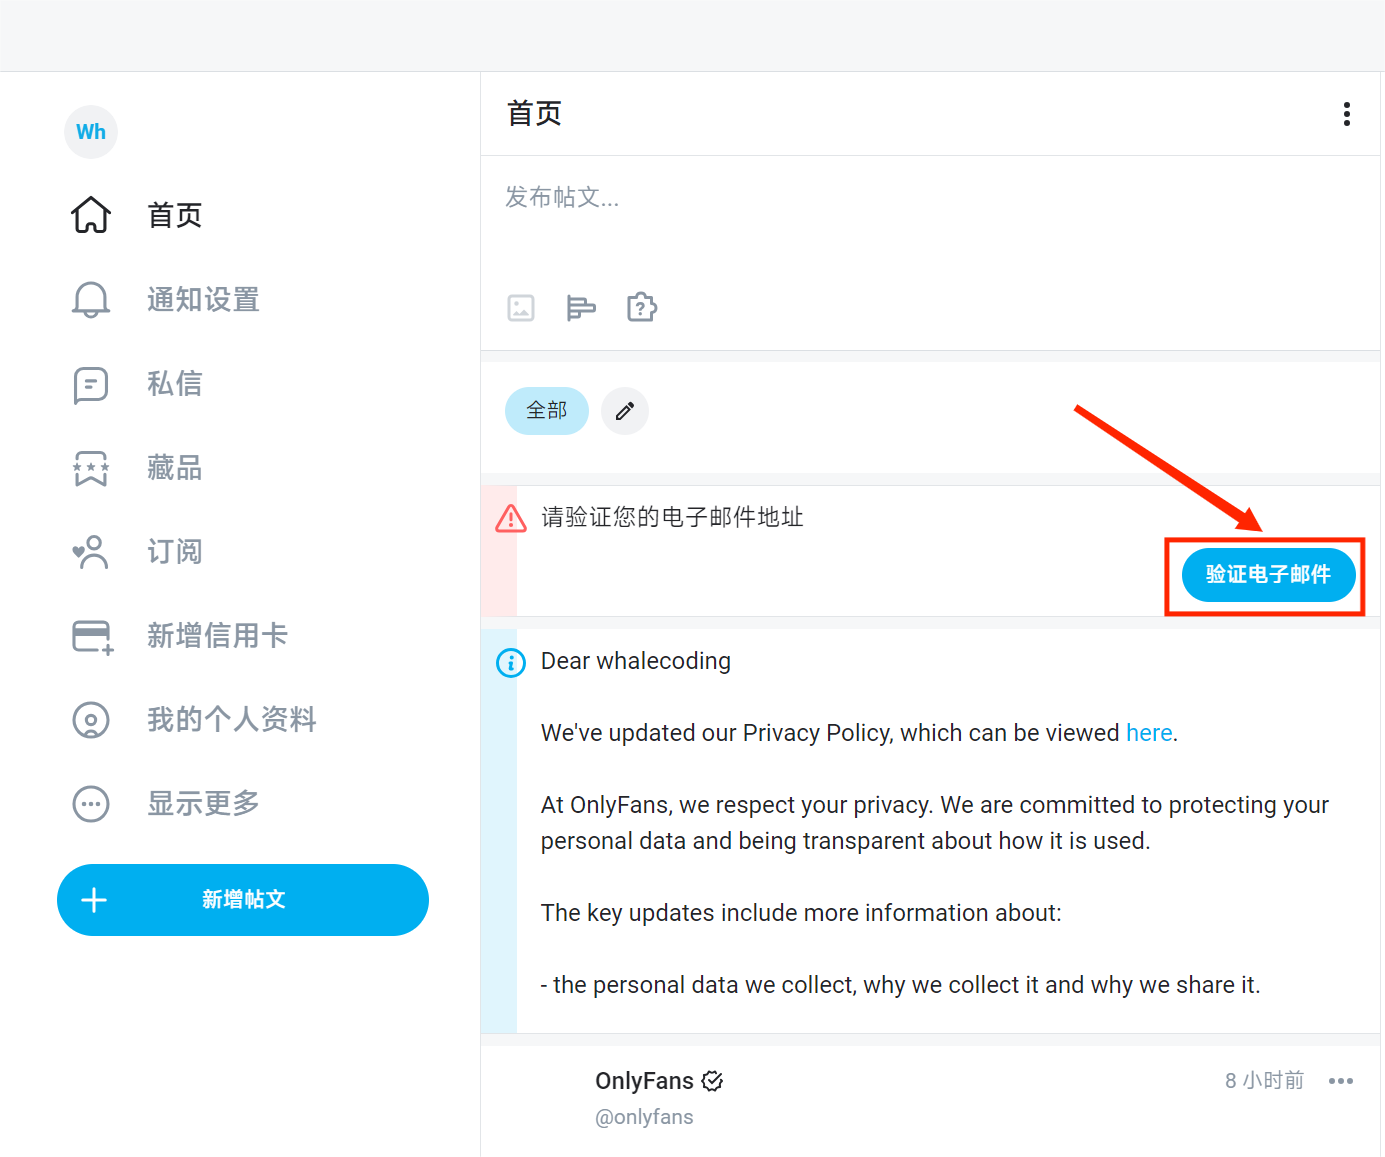 Wh
首页
通知设置
私信
藏品
订阅
新增信用卡
我的个人资料
显示更多
新增帖文
首页
发布帖文...
全部
请验证您的电子邮件地址
验证电子邮件
Dear whalecoding
We've updated our Privacy Policy, which can be viewed here.
At OnlyFans, we respect your privacy. We are committed to protecting your
personal data and being transparent about how it is used.
The key updates include more information about:
- the personal data we collect, why we collect it and why we share it.
OnlyFans
8 小时前
@onlyfans